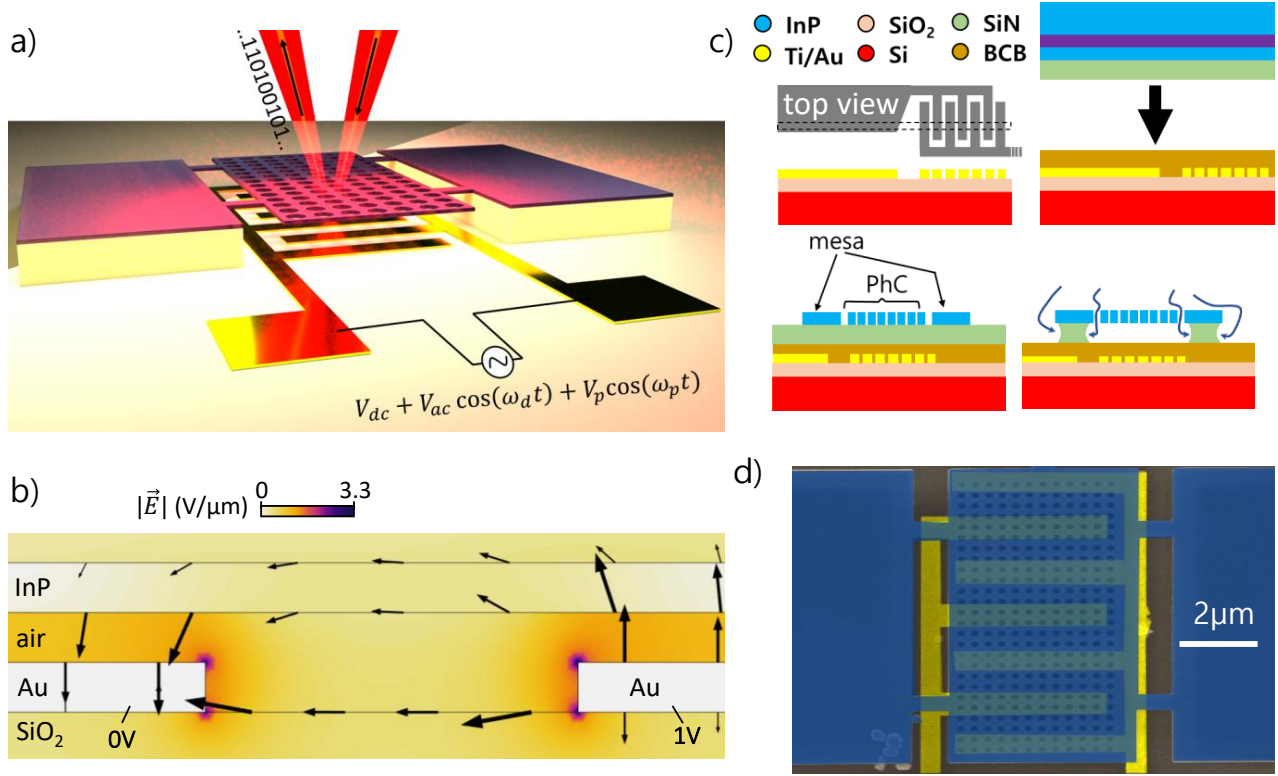 a)
..110100101..
V_dc + V_ac cos(ω_d t) + V_p cos(ω_p t)
b)
|E⃗| (V/μm)
0
3.3
InP
air
Au
Au
SiO₂
0V
1V
c)
InP
SiO₂
SiN
Ti/Au
Si
BCB
top view
mesa
PhC
d)
2μm